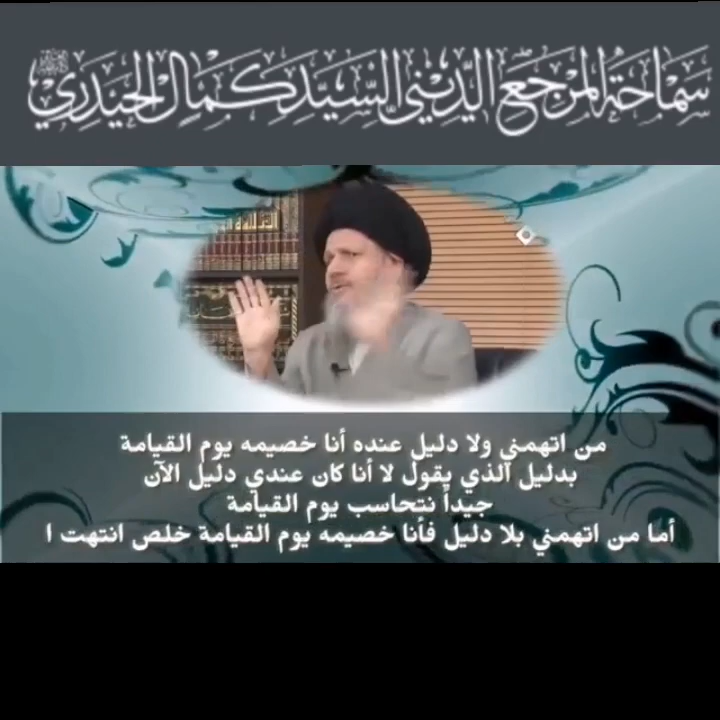 سماحة المرجع الديني السيد كمال الحيدري
من اتهمني ولا دليل عنده أنا خصيمه يوم القيامة
بدليل الذي يقول لا أنا كان عندي دليل الآن
جيداً نتحاسب يوم القيامة
أما من اتهمني بلا دليل فأنا خصيمه يوم القيامة خلص انتهت ا